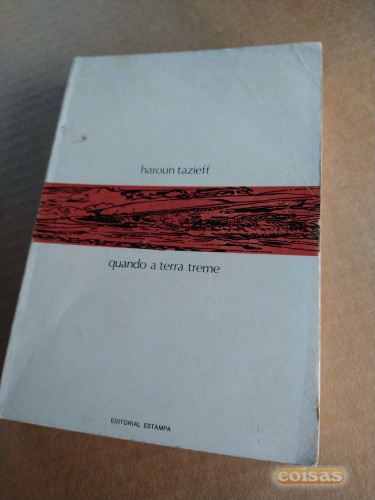 haroun tazieff
quando a terra treme
EDITORIAL ESTAMPA
coisas